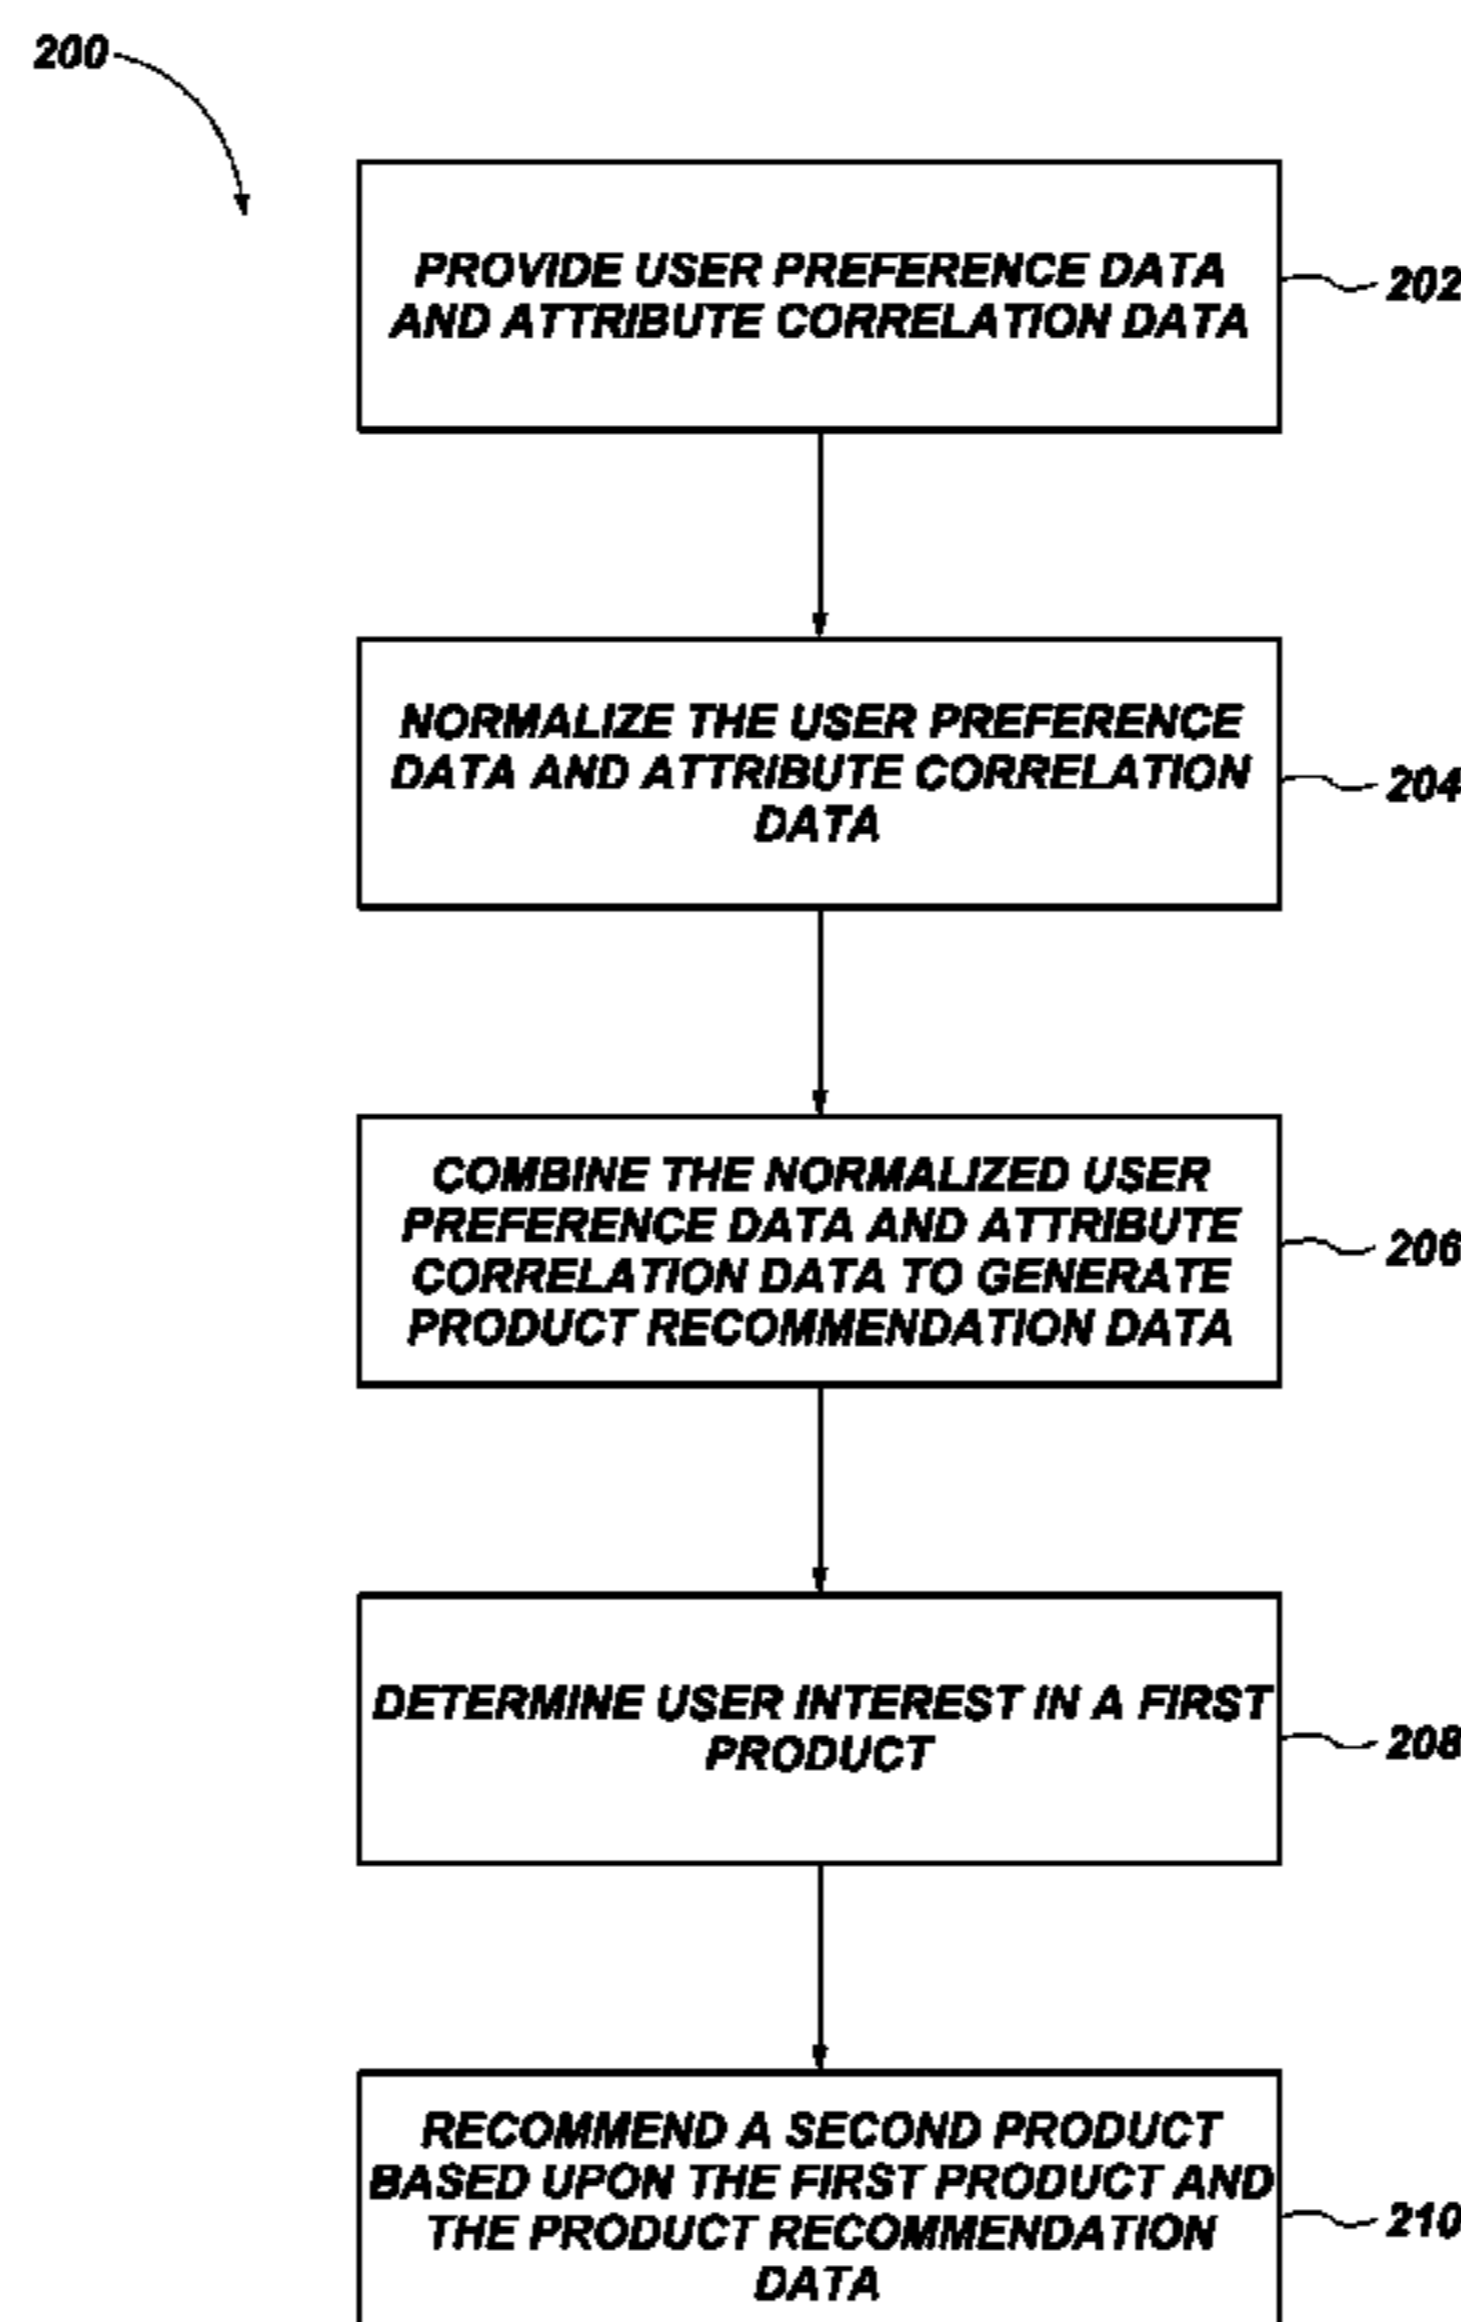 200
PROVIDE USER PREFERENCE DATA
AND ATTRIBUTE CORRELATION DATA
202
NORMALIZE THE USER PREFERENCE
DATA AND ATTRIBUTE CORRELATION
DATA
204
COMBINE THE NORMALIZED USER
PREFERENCE DATA AND ATTRIBUTE
CORRELATION DATA TO GENERATE
PRODUCT RECOMMENDATION DATA
206
DETERMINE USER INTEREST IN A FIRST
PRODUCT
208
RECOMMEND A SECOND PRODUCT
BASED UPON THE FIRST PRODUCT AND
THE PRODUCT RECOMMENDATION
DATA
210